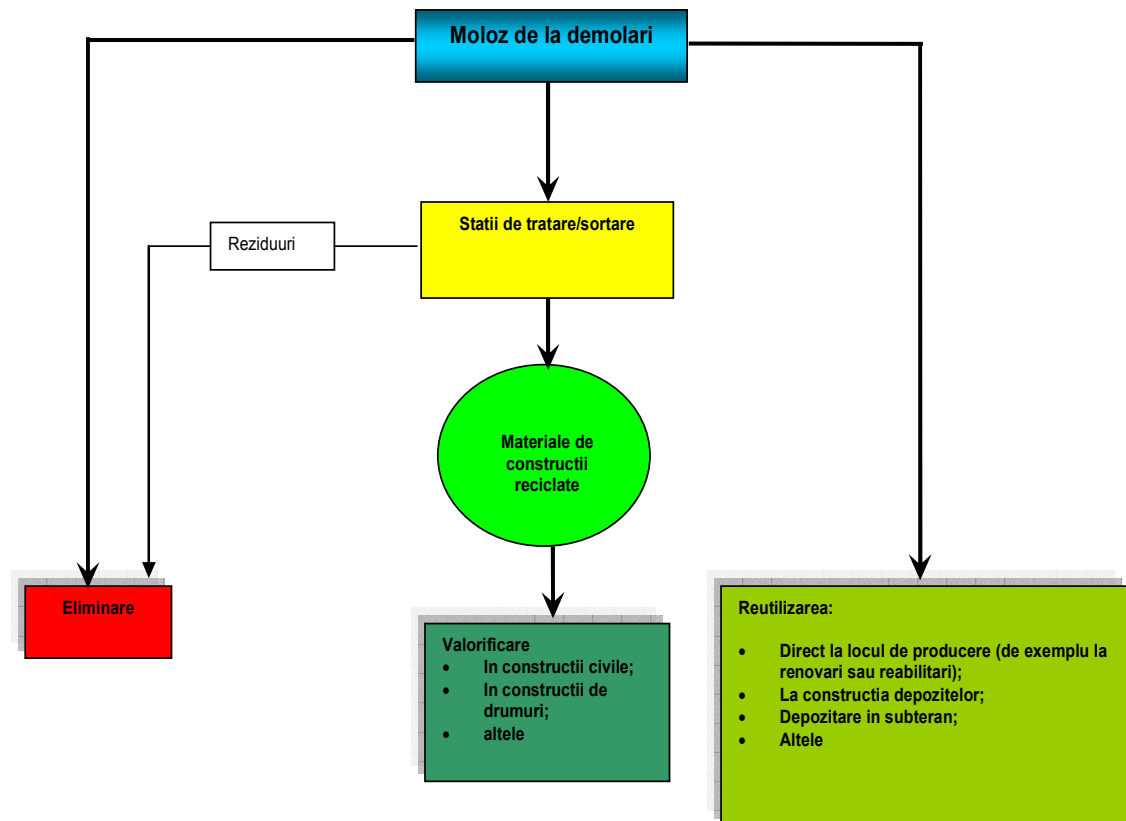 Moloz de la demolari
Statii de tratare/sortare
Reziduuri
Materiale de
constructii
reciclate
Eliminare
Valorificare
• In constructii civile;
• In constructii de
drumuri;
• altele
Reutilizarea:
• Direct la locul de producere (de exemplu la
renovari sau reabilitari);
• La constructia depozitelor;
• Depozitare in subteran;
• Altele